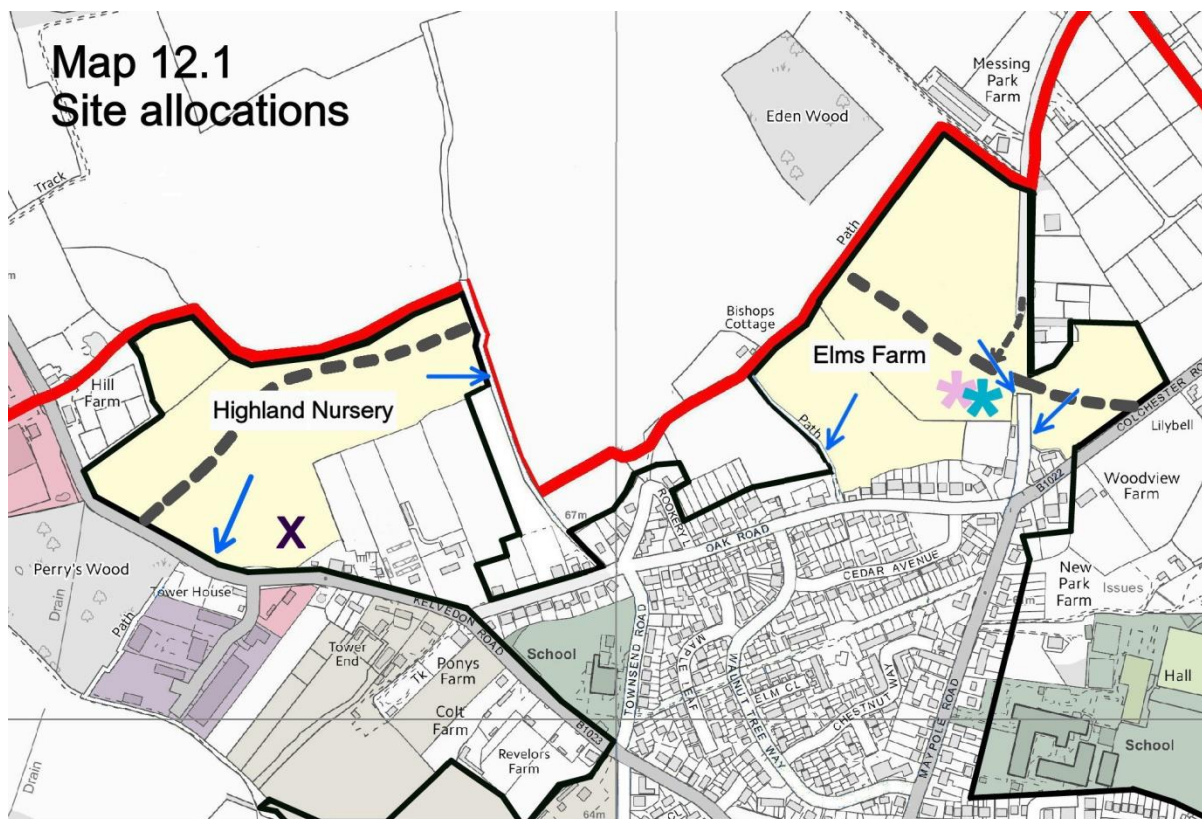 Map 12.1
Site allocations
Messing
Park
Farm
Eden Wood
Track
Path
Bishops
Cottage
Elms Farm
Hill
Farm
Highland Nursery
COLCHESTER RO
Lilybell
Path
B1022
Woodview
Farm
67m
ROOKERY
OAK ROAD
Perry's Wood
Drain
Path
Tower House
KELVEDON ROAD
CEDAR AVENUE
New
Park
Farm
Issues
Tower
End
School
TOWNSEND ROAD
MAPLE LEAF
WALNUT TREE WAY
ELM CL
CHESTNUT WAY
MAYPOLE ROAD
Hall
Tk
Ponys
Farm
Colt
Farm
B1023
Revelors
Farm
School
Drain
64m